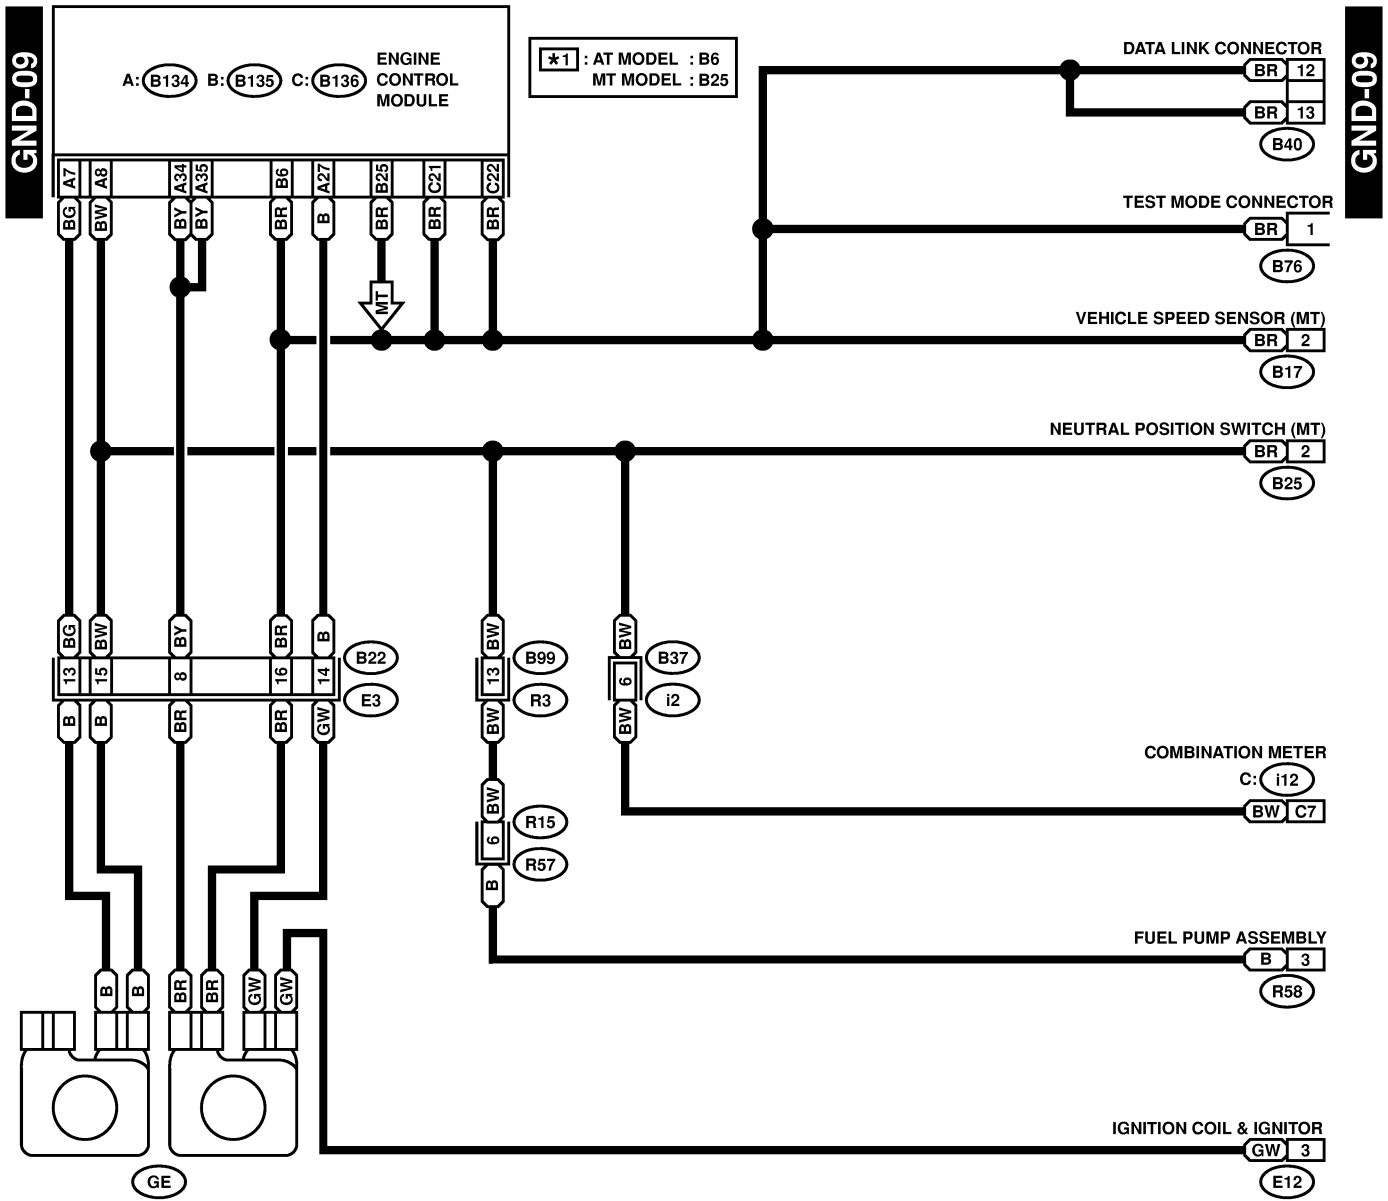 GND-09
A: B134 B: B135 C: B136
ENGINE
CONTROL
MODULE
*1 : AT MODEL : B6
MT MODEL : B25
A7 A8 A34 A35 B6 A27 B25 C21 C22
BG BW BY BY BR B BR BR BR
MT
DATA LINK CONNECTOR
BR 12
BR 13
B40
GND-09
TEST MODE CONNECTOR
BR 1
B76
VEHICLE SPEED SENSOR (MT)
BR 2
B17
NEUTRAL POSITION SWITCH (MT)
BR 2
B25
BG BW BY BR B
13 15 8 16 14
B22
E3
B B BR BR GW
BW
13
B99
R3
BW
BW
6
B37
i2
BW
BW
6
R15
R57
B
COMBINATION METER
C: i12
BW C7
FUEL PUMP ASSEMBLY
B 3
R58
B B BR BR GW GW
GE
IGNITION COIL & IGNITOR
GW 3
E12